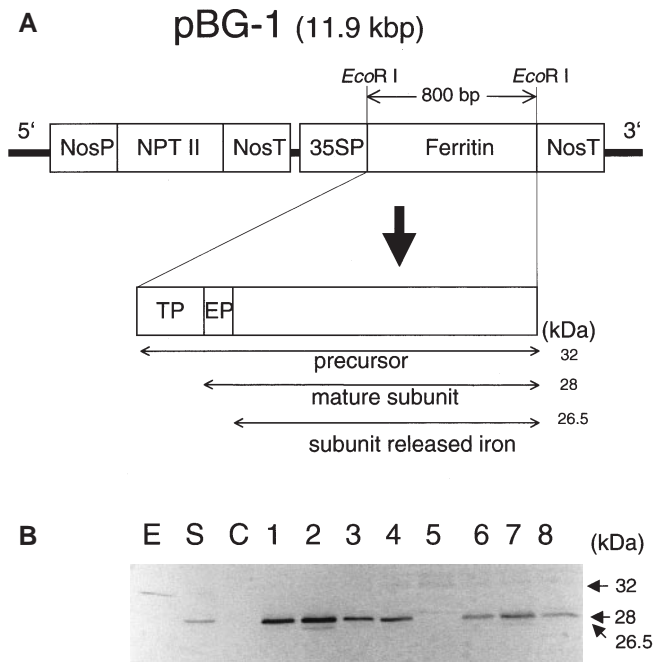 A
pBG-1 (11.9 kbp)
EcoR I EcoR I
800 bp
5‘ 3‘
NosP NPT II NosT 35SP Ferritin NosT
TP EP
(kDa)
precursor 32
mature subunit 28
subunit released iron 26.5
B E S C 1 2 3 4 5 6 7 8 (kDa)
32
28
26.5